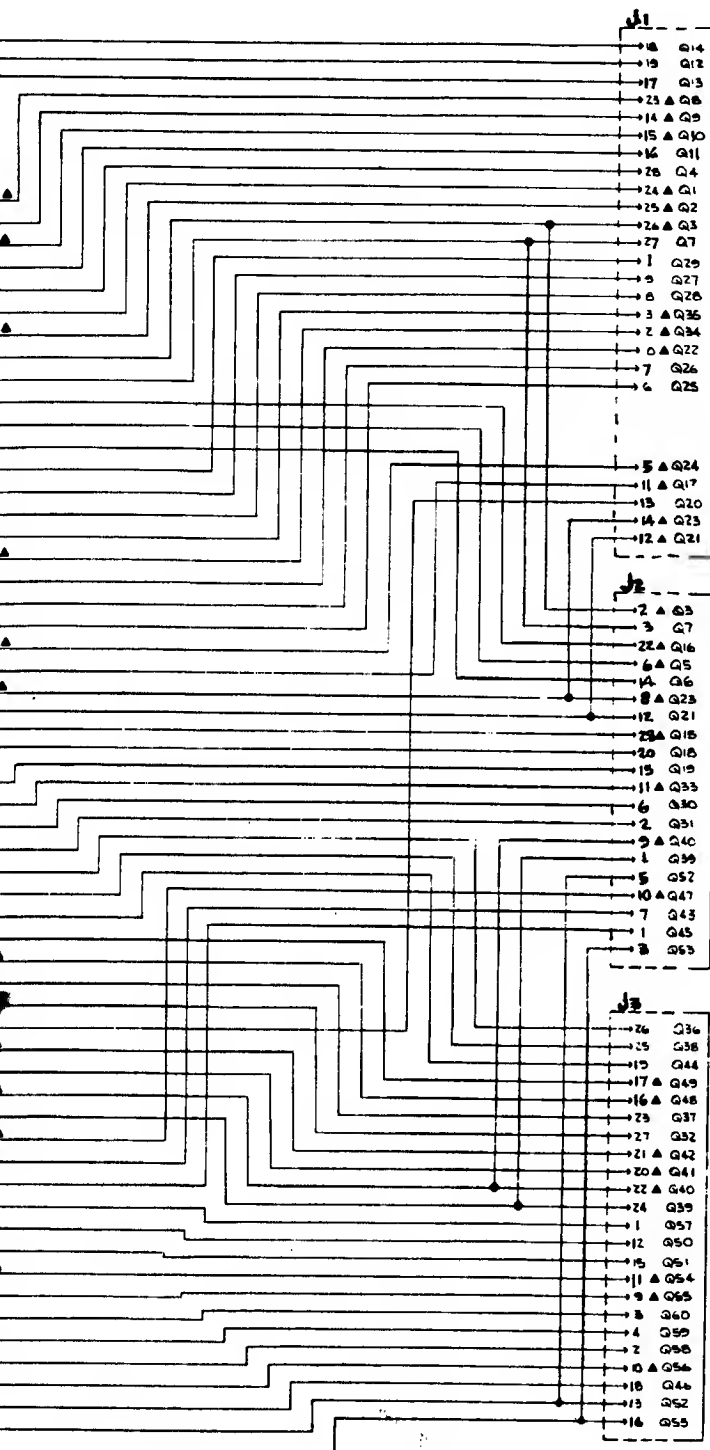 J1
18 Q14
19 Q12
17 Q13
23 ▲ Q8
14 ▲ Q9
15 ▲ Q10
16 Q11
28 Q4
24 ▲ Q1
25 ▲ Q2
26 ▲ Q3
27 Q7
1 Q29
9 Q27
8 Q28
3 ▲ Q35
2 ▲ Q34
▲ Q22
7 Q26
6 Q25
5 ▲ Q24
11 ▲ Q17
13 Q20
14 ▲ Q23
12 ▲ Q21
J2
2 ▲ Q3
3 Q7
22 ▲ Q16
6 ▲ Q5
14 Q6
8 ▲ Q23
12 Q21
▲ Q15
20 Q18
19 Q19
11 ▲ Q33
6 Q30
2 Q31
9 ▲ Q40
Q39
5 Q52
10 ▲ Q47
7 Q43
1 Q45
3 Q53
J3
26 Q36
25 Q38
19 Q44
17 ▲ Q49
16 ▲ Q48
23 Q37
27 Q32
21 ▲ Q42
20 ▲ Q41
22 ▲ Q40
24 Q39
1 Q57
12 Q50
15 Q51
11 ▲ Q54
9 ▲ Q55
3 Q60
4 Q59
2 Q58
10 ▲ Q56
18 Q46
13 Q52
16 Q53